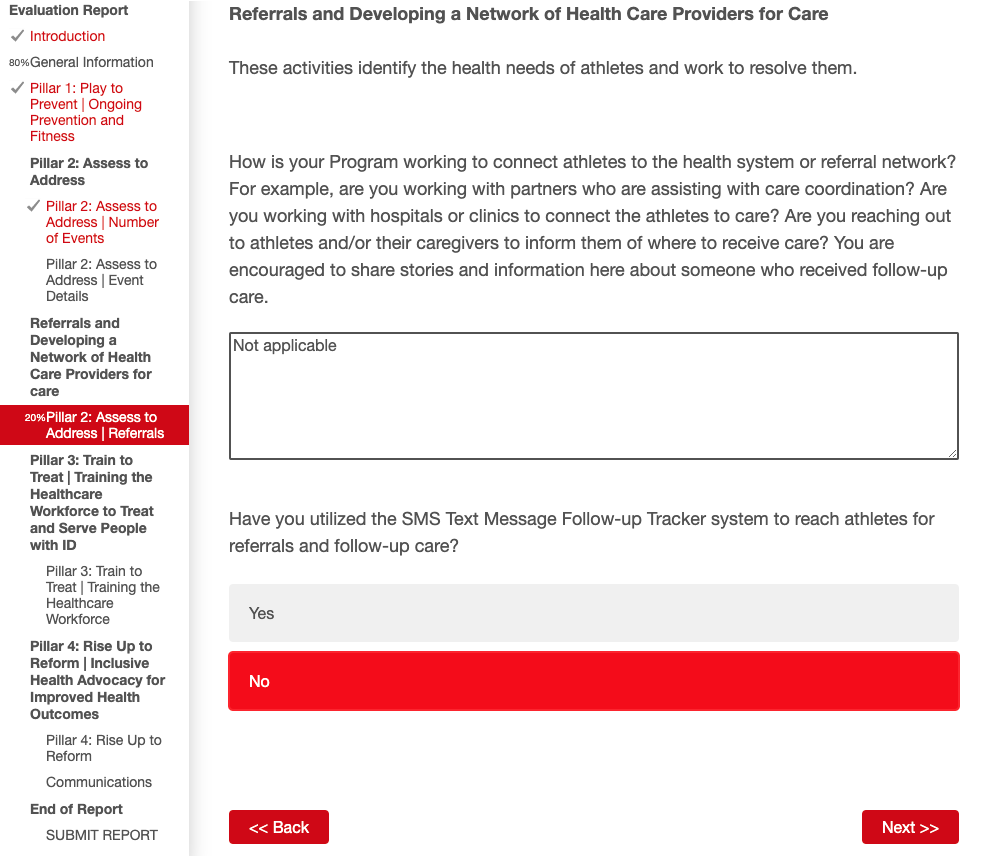 Evaluation Report
Introduction
80%General Information
Pillar 1: Play to
Prevent | Ongoing
Prevention and
Fitness
Pillar 2: Assess to
Address
Pillar 2: Assess to
Address | Number
of Events
Pillar 2: Assess to
Address | Event
Details
Referrals and
Developing a
Network of Health
Care Providers for
care
20%Pillar 2: Assess to
Address | Referrals
Pillar 3: Train to
Treat | Training the
Healthcare
Workforce to Treat
and Serve People
with ID
Pillar 3: Train to
Treat | Training the
Healthcare
Workforce
Pillar 4: Rise Up to
Reform | Inclusive
Health Advocacy for
Improved Health
Outcomes
Pillar 4: Rise Up to
Reform
Communications
End of Report
SUBMIT REPORT
Referrals and Developing a Network of Health Care Providers for Care
These activities identify the health needs of athletes and work to resolve them.
How is your Program working to connect athletes to the health system or referral network?
For example, are you working with partners who are assisting with care coordination? Are
you working with hospitals or clinics to connect the athletes to care? Are you reaching out
to athletes and/or their caregivers to inform them of where to receive care? You are
encouraged to share stories and information here about someone who received follow-up
care.
Not applicable
Have you utilized the SMS Text Message Follow-up Tracker system to reach athletes for
referrals and follow-up care?
Yes
No
<< Back
Next >>